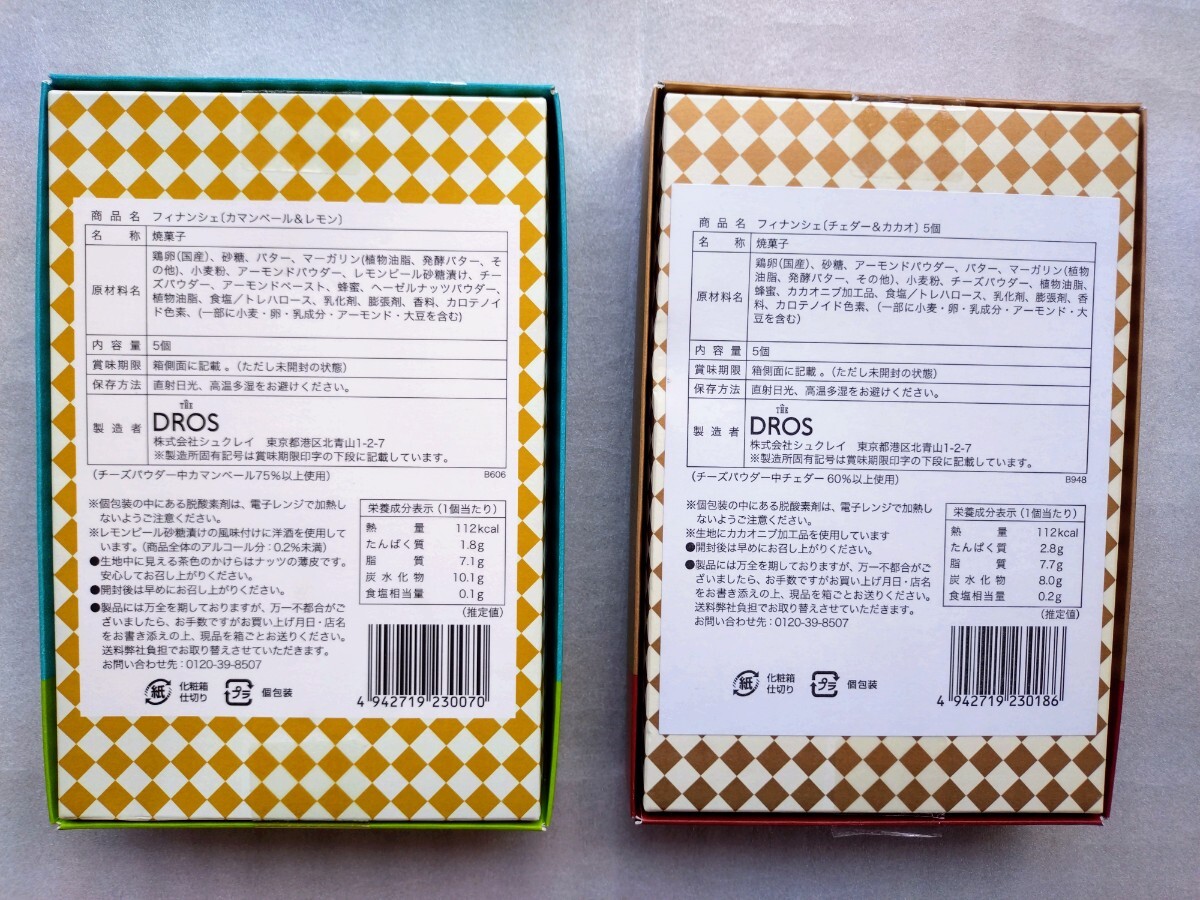 商品名 フィナンシェ〔カマンベール&レモン〕
名称 焼菓子
原材料名
鶏卵(国産)、砂糖、バター、マーガリン(植物油脂、発酵バター、そ
の他)、小麦粉、アーモンドパウダー、レモンピール砂糖漬け、チー
ズパウダー、アーモンドペースト、蜂蜜、ヘーゼルナッツパウダー、
植物油脂、食塩／トレハロース、乳化剤、膨張剤、香料、カロテノイ
ド色素、(一部に小麦・卵・乳成分・アーモンド・大豆を含む)
内容量 5個
賞味期限 箱側面に記載。(ただし未開封の状態)
保存方法 直射日光、高温多湿をお避けください。
製造者
THE
DROS
株式会社シュクレイ 東京都港区北青山1-2-7
※製造所固有記号は賞味期限印字の下段に記載しています。
(チーズパウダー中カマンベール75%以上使用) B606
※個包装の中にある脱酸素剤は、電子レンジで加熱し
ないようご注意ください。
※レモンピール砂糖漬けの風味付けに洋酒を使用して
います。(商品全体のアルコール分：0.2%未満)
●生地中に見える茶色のかけらはナッツの薄皮です。
安心してお召し上がりください。
●開封後は早めにお召し上がりください。
●製品には万全を期しておりますが、万一不都合がご
ざいましたら、お手数ですがお買い上げ月日・店名
をお書き添えの上、現品を箱ごとお送りください。
送料弊社負担でお取り替えさせていただきます。
お問い合わせ先：0120-39-8507
栄養成分表示(1個当たり)
熱量 112kcal
たんぱく質 1.8g
脂質 7.1g
炭水化物 10.1g
食塩相当量 0.1g
(推定値)
紙 化粧箱
仕切り
プラ 個包装
4 942719 230070
商品名 フィナンシェ〔チェダー&カカオ〕5個
名称 焼菓子
原材料名
鶏卵(国産)、砂糖、アーモンドパウダー、バター、マーガリン(植物
油脂、発酵バター、その他)、小麦粉、チーズパウダー、植物油脂、
蜂蜜、カカオニブ加工品、食塩／トレハロース、乳化剤、膨張剤、香
料、カロテノイド色素、(一部に小麦・卵・乳成分・アーモンド・大
豆を含む)
内容量 5個
賞味期限 箱側面に記載。(ただし未開封の状態)
保存方法 直射日光、高温多湿をお避けください。
製造者
THE
DROS
株式会社シュクレイ 東京都港区北青山1-2-7
※製造所固有記号は賞味期限印字の下段に記載しています。
(チーズパウダー中チェダー60%以上使用) B948
※個包装の中にある脱酸素剤は、電子レンジで加熱し
ないようご注意ください。
※生地にカカオニブ加工品を使用しています
●開封後は早めにお召し上がりください。
●製品には万全を期しておりますが、万一不都合がご
ざいましたら、お手数ですがお買い上げ月日・店名
をお書き添えの上、現品を箱ごとお送りください。
送料弊社負担でお取り替えさせていただきます。
お問い合わせ先：0120-39-8507
栄養成分表示(1個当たり)
熱量 112kcal
たんぱく質 2.8g
脂質 7.7g
炭水化物 8.0g
食塩相当量 0.2g
(推定値)
紙 化粧箱
仕切り
プラ 個包装
4 942719 230186